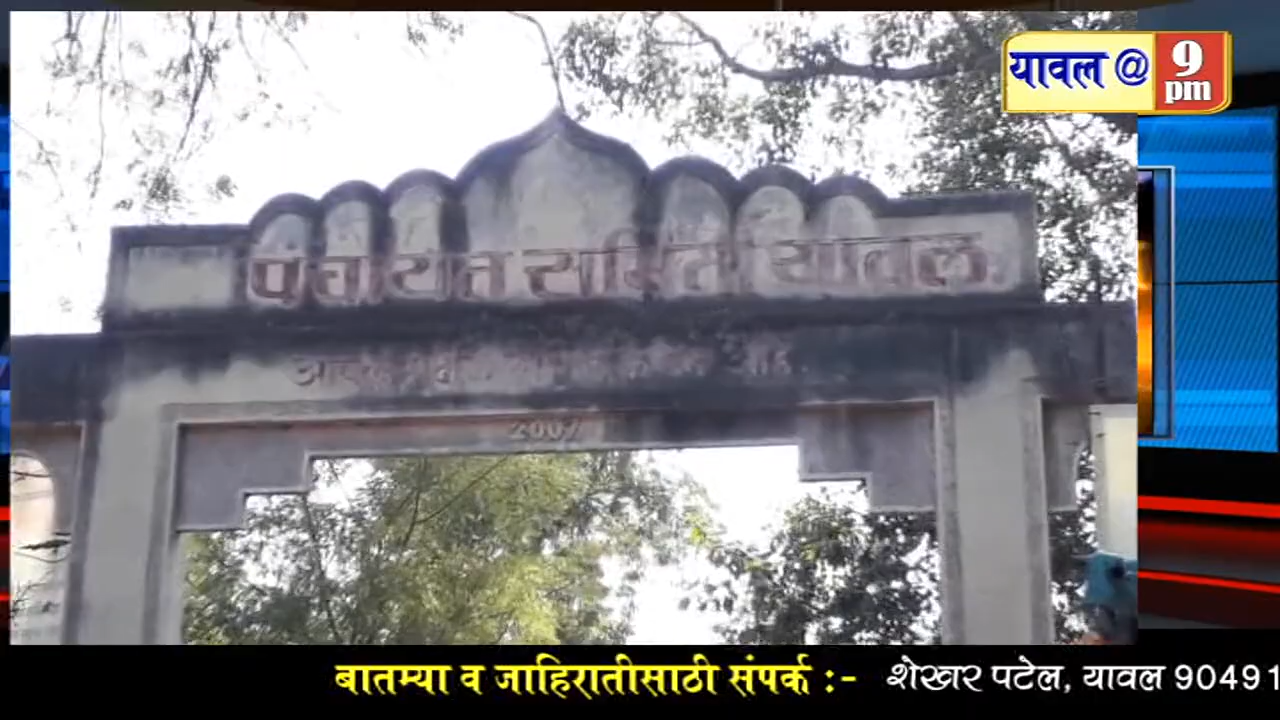 यावल @ 9 pm
पंचायत समिती यावल
2007
बातम्या व जाहिरातीसाठी संपर्क :- शेखर पटेल, यावल 90491